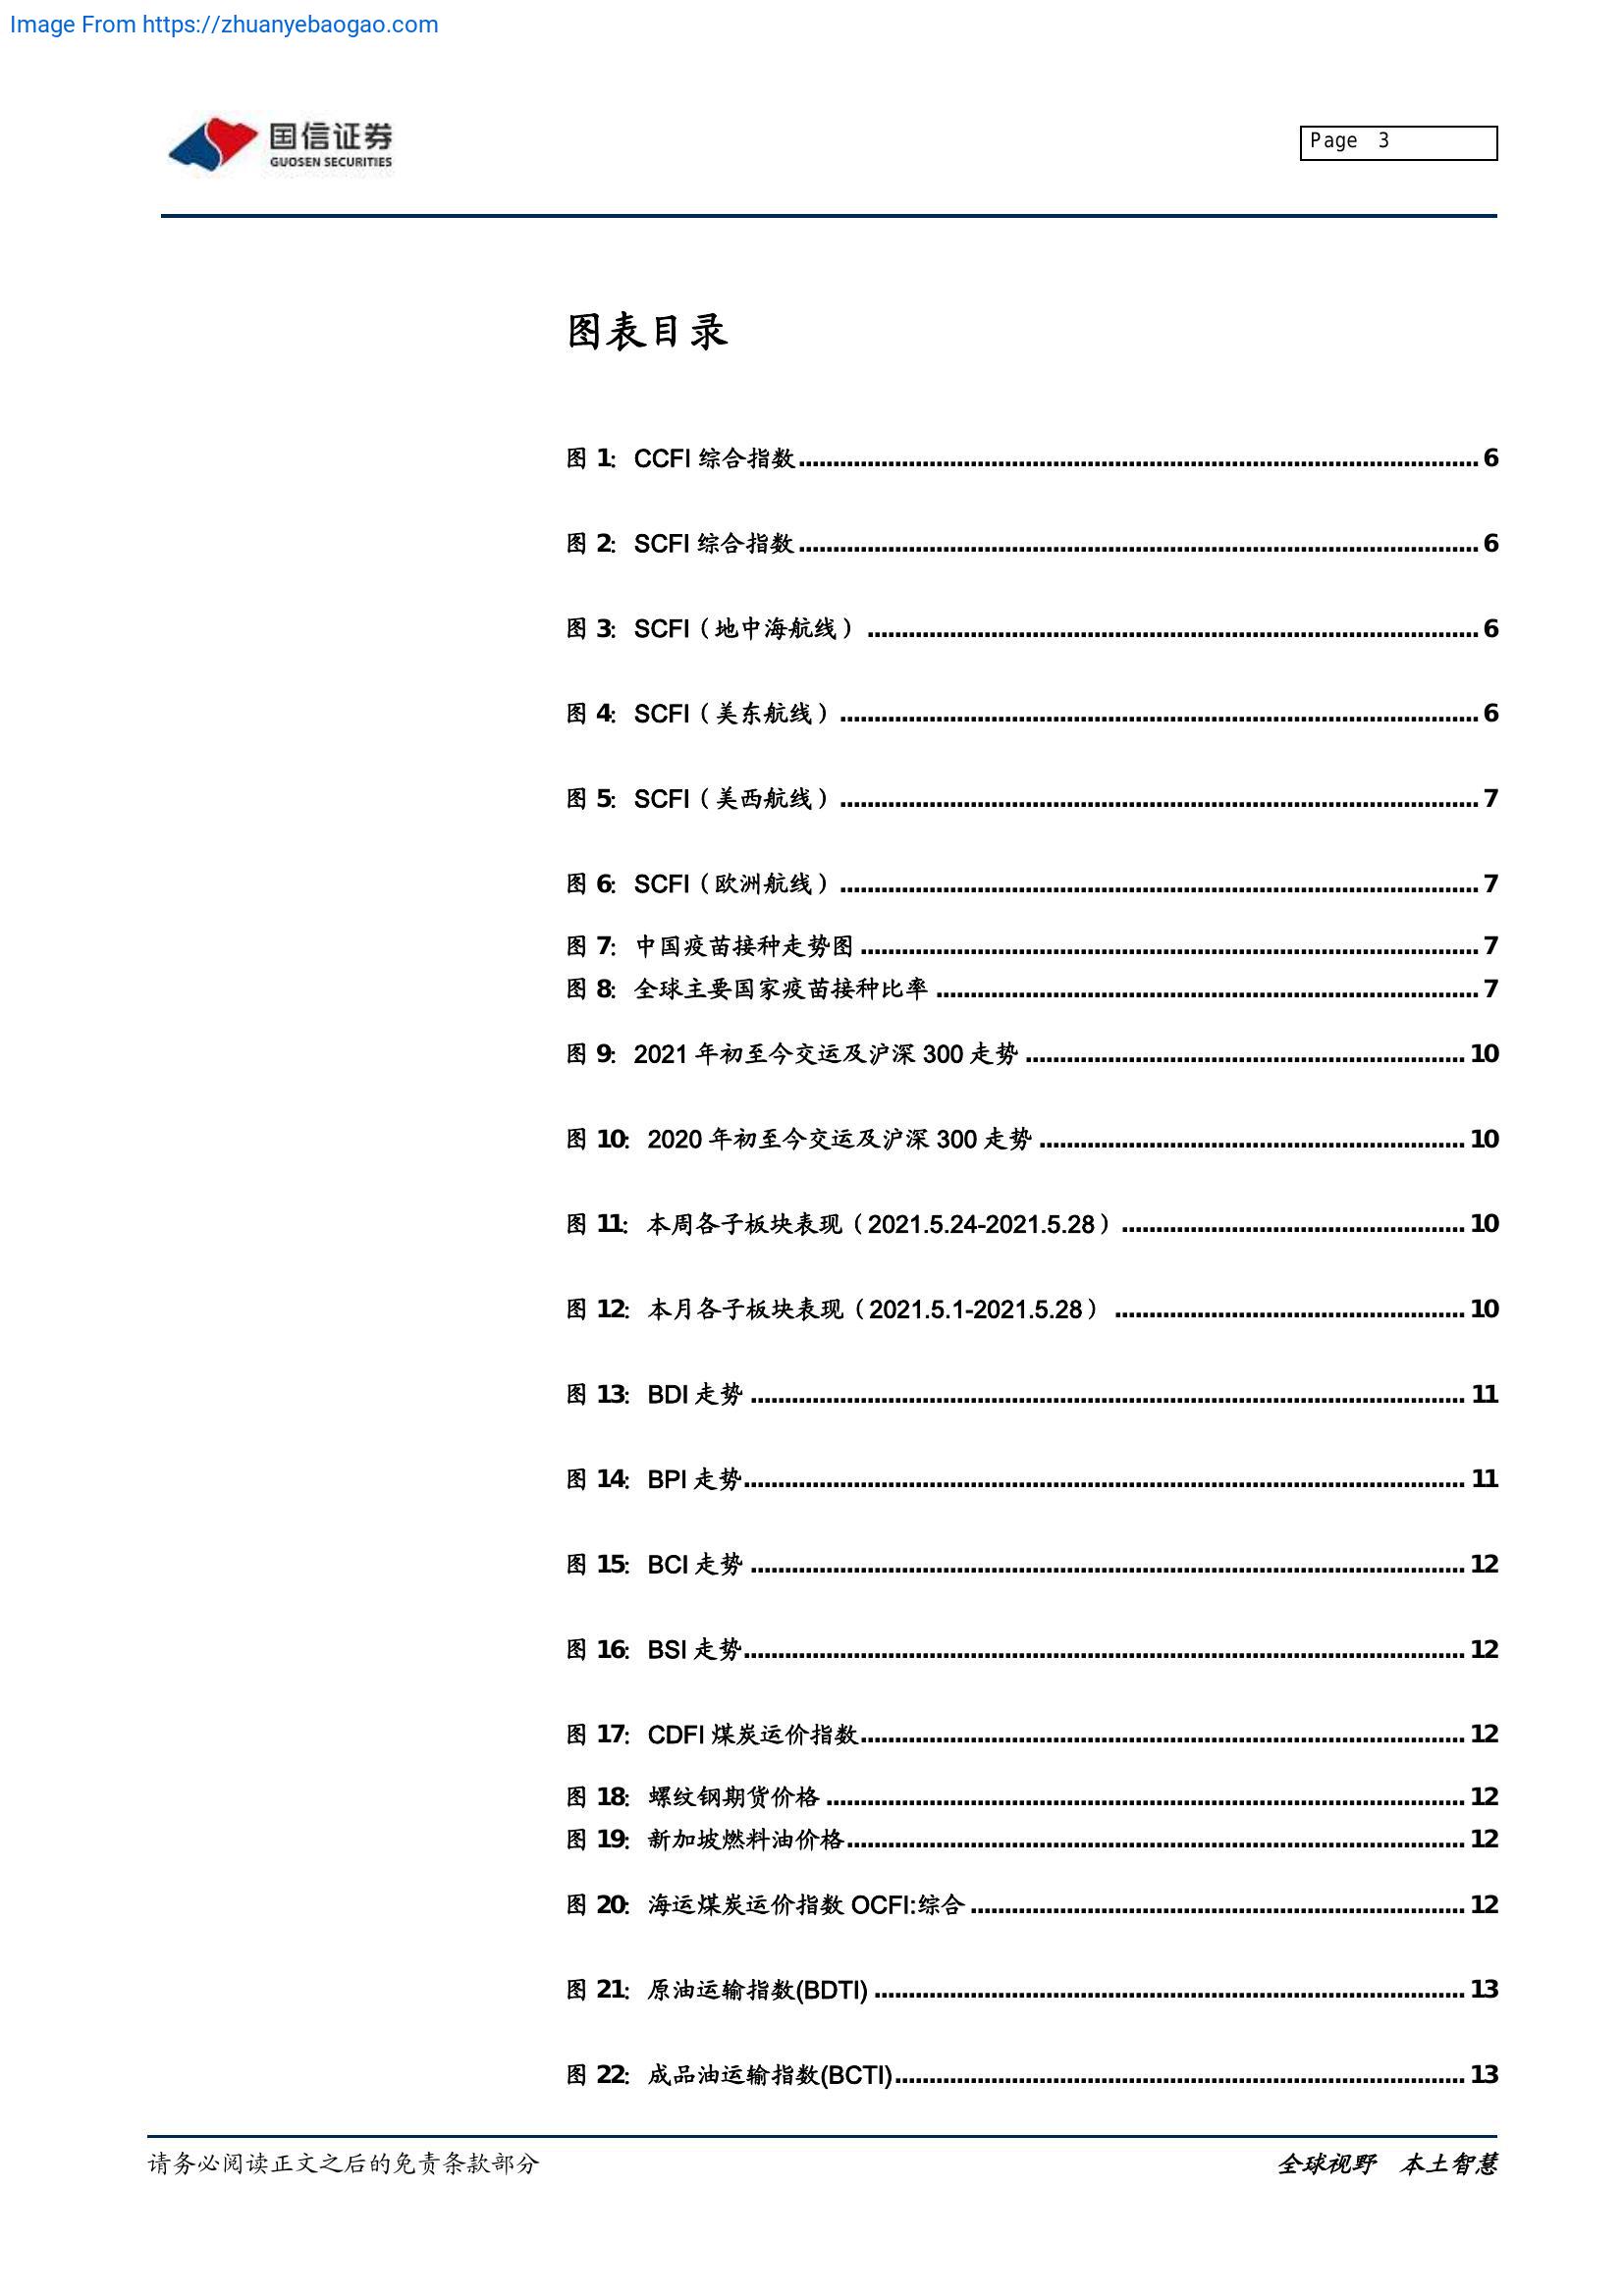 Image From https://zhuanyebaogao.com
国信证券
GUOSEN SECURITIES
Page 3
图表目录
图 1: CCFI 综合指数................................................................................................... 6
图 2: SCFI 综合指数................................................................................................... 6
图 3: SCFI（地中海航线）......................................................................................... 6
图 4: SCFI（美东航线）............................................................................................. 6
图 5: SCFI（美西航线）............................................................................................. 7
图 6: SCFI（欧洲航线）............................................................................................. 7
图 7: 中国疫苗接种走势图.......................................................................................... 7
图 8: 全球主要国家疫苗接种比率............................................................................... 7
图 9: 2021 年初至今交运及沪深 300 走势................................................................ 10
图 10: 2020 年初至今交运及沪深 300 走势.............................................................. 10
图 11: 本周各子板块表现（2021.5.24-2021.5.28）.................................................. 10
图 12: 本月各子板块表现（2021.5.1-2021.5.28）................................................... 10
图 13: BDI 走势........................................................................................................ 11
图 14: BPI 走势......................................................................................................... 11
图 15: BCI 走势........................................................................................................ 12
图 16: BSI 走势......................................................................................................... 12
图 17: CDFI 煤炭运价指数........................................................................................ 12
图 18: 螺纹钢期货价格............................................................................................. 12
图 19: 新加坡燃料油价格.......................................................................................... 12
图 20: 海运煤炭运价指数 OCFI:综合........................................................................ 12
图 21: 原油运输指数(BDTI)...................................................................................... 13
图 22: 成品油运输指数(BCTI)................................................................................... 13
请务必阅读正文之后的免责条款部分
全球视野 本土智慧